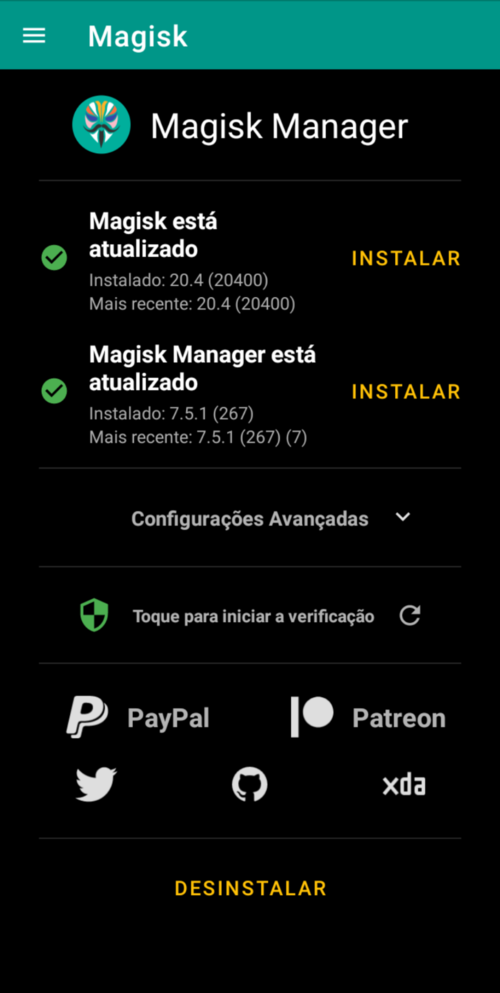 Magisk
Magisk Manager
Magisk está
atualizado
INSTALAR
Instalado: 20.4 (20400)
Mais recente: 20.4 (20400)
Magisk Manager está
atualizado
INSTALAR
Instalado: 7.5.1 (267)
Mais recente: 7.5.1 (267) (7)
Configurações Avançadas
Toque para iniciar a verificação
PayPal
Patreon
xda
DESINSTALAR